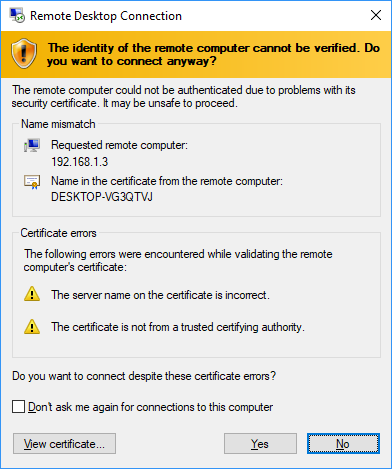 Remote Desktop Connection
The identity of the remote computer cannot be verified. Do
you want to connect anyway?
The remote computer could not be authenticated due to problems with its
security certificate. It may be unsafe to proceed.
Name mismatch
Requested remote computer:
192.168.1.3
Name in the certificate from the remote computer:
DESKTOP-VG3QTVJ
Certificate errors
The following errors were encountered while validating the remote
computer's certificate:
The server name on the certificate is incorrect.
The certificate is not from a trusted certifying authority.
Do you want to connect despite these certificate errors?
Don't ask me again for connections to this computer
View certificate...
Yes
No